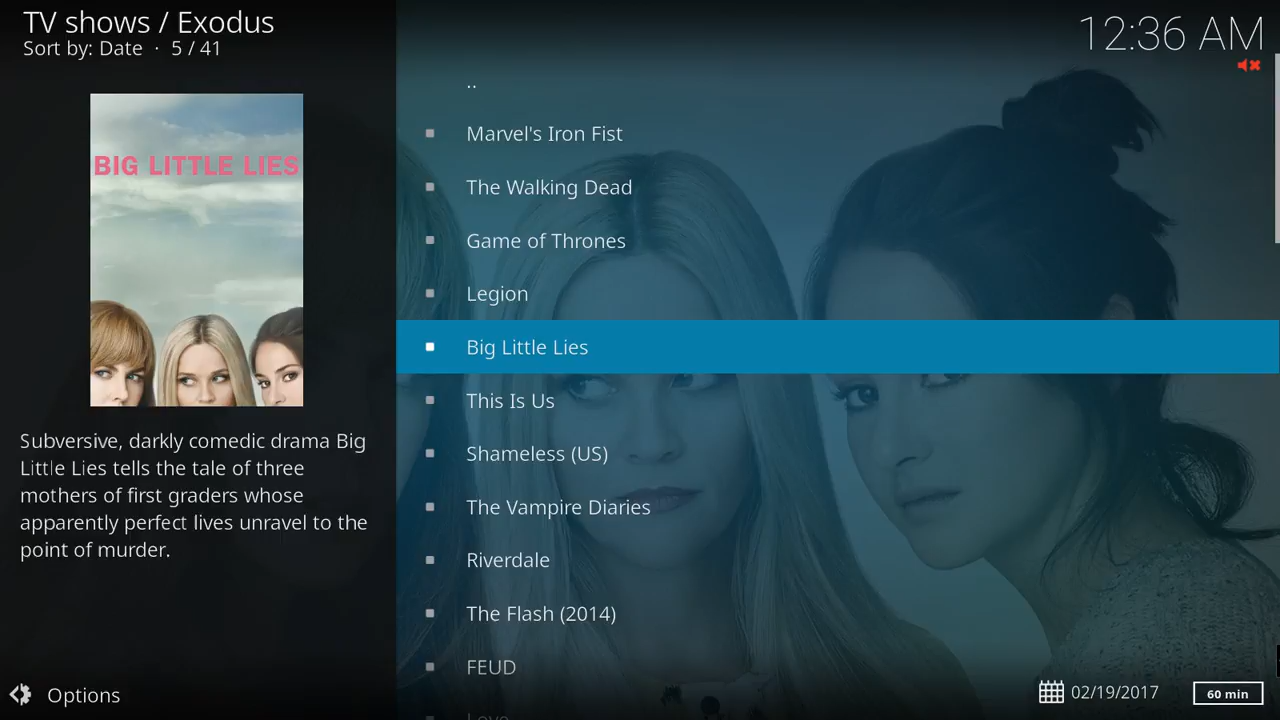 TV shows / Exodus
Sort by: Date · 5 / 41
12:36 AM
BIG LITTLE LIES
Subversive, darkly comedic drama Big
Little Lies tells the tale of three
mothers of first graders whose
apparently perfect lives unravel to the
point of murder.
..
Marvel's Iron Fist
The Walking Dead
Game of Thrones
Legion
Big Little Lies
This Is Us
Shameless (US)
The Vampire Diaries
Riverdale
The Flash (2014)
FEUD
Options
02/19/2017
60 min